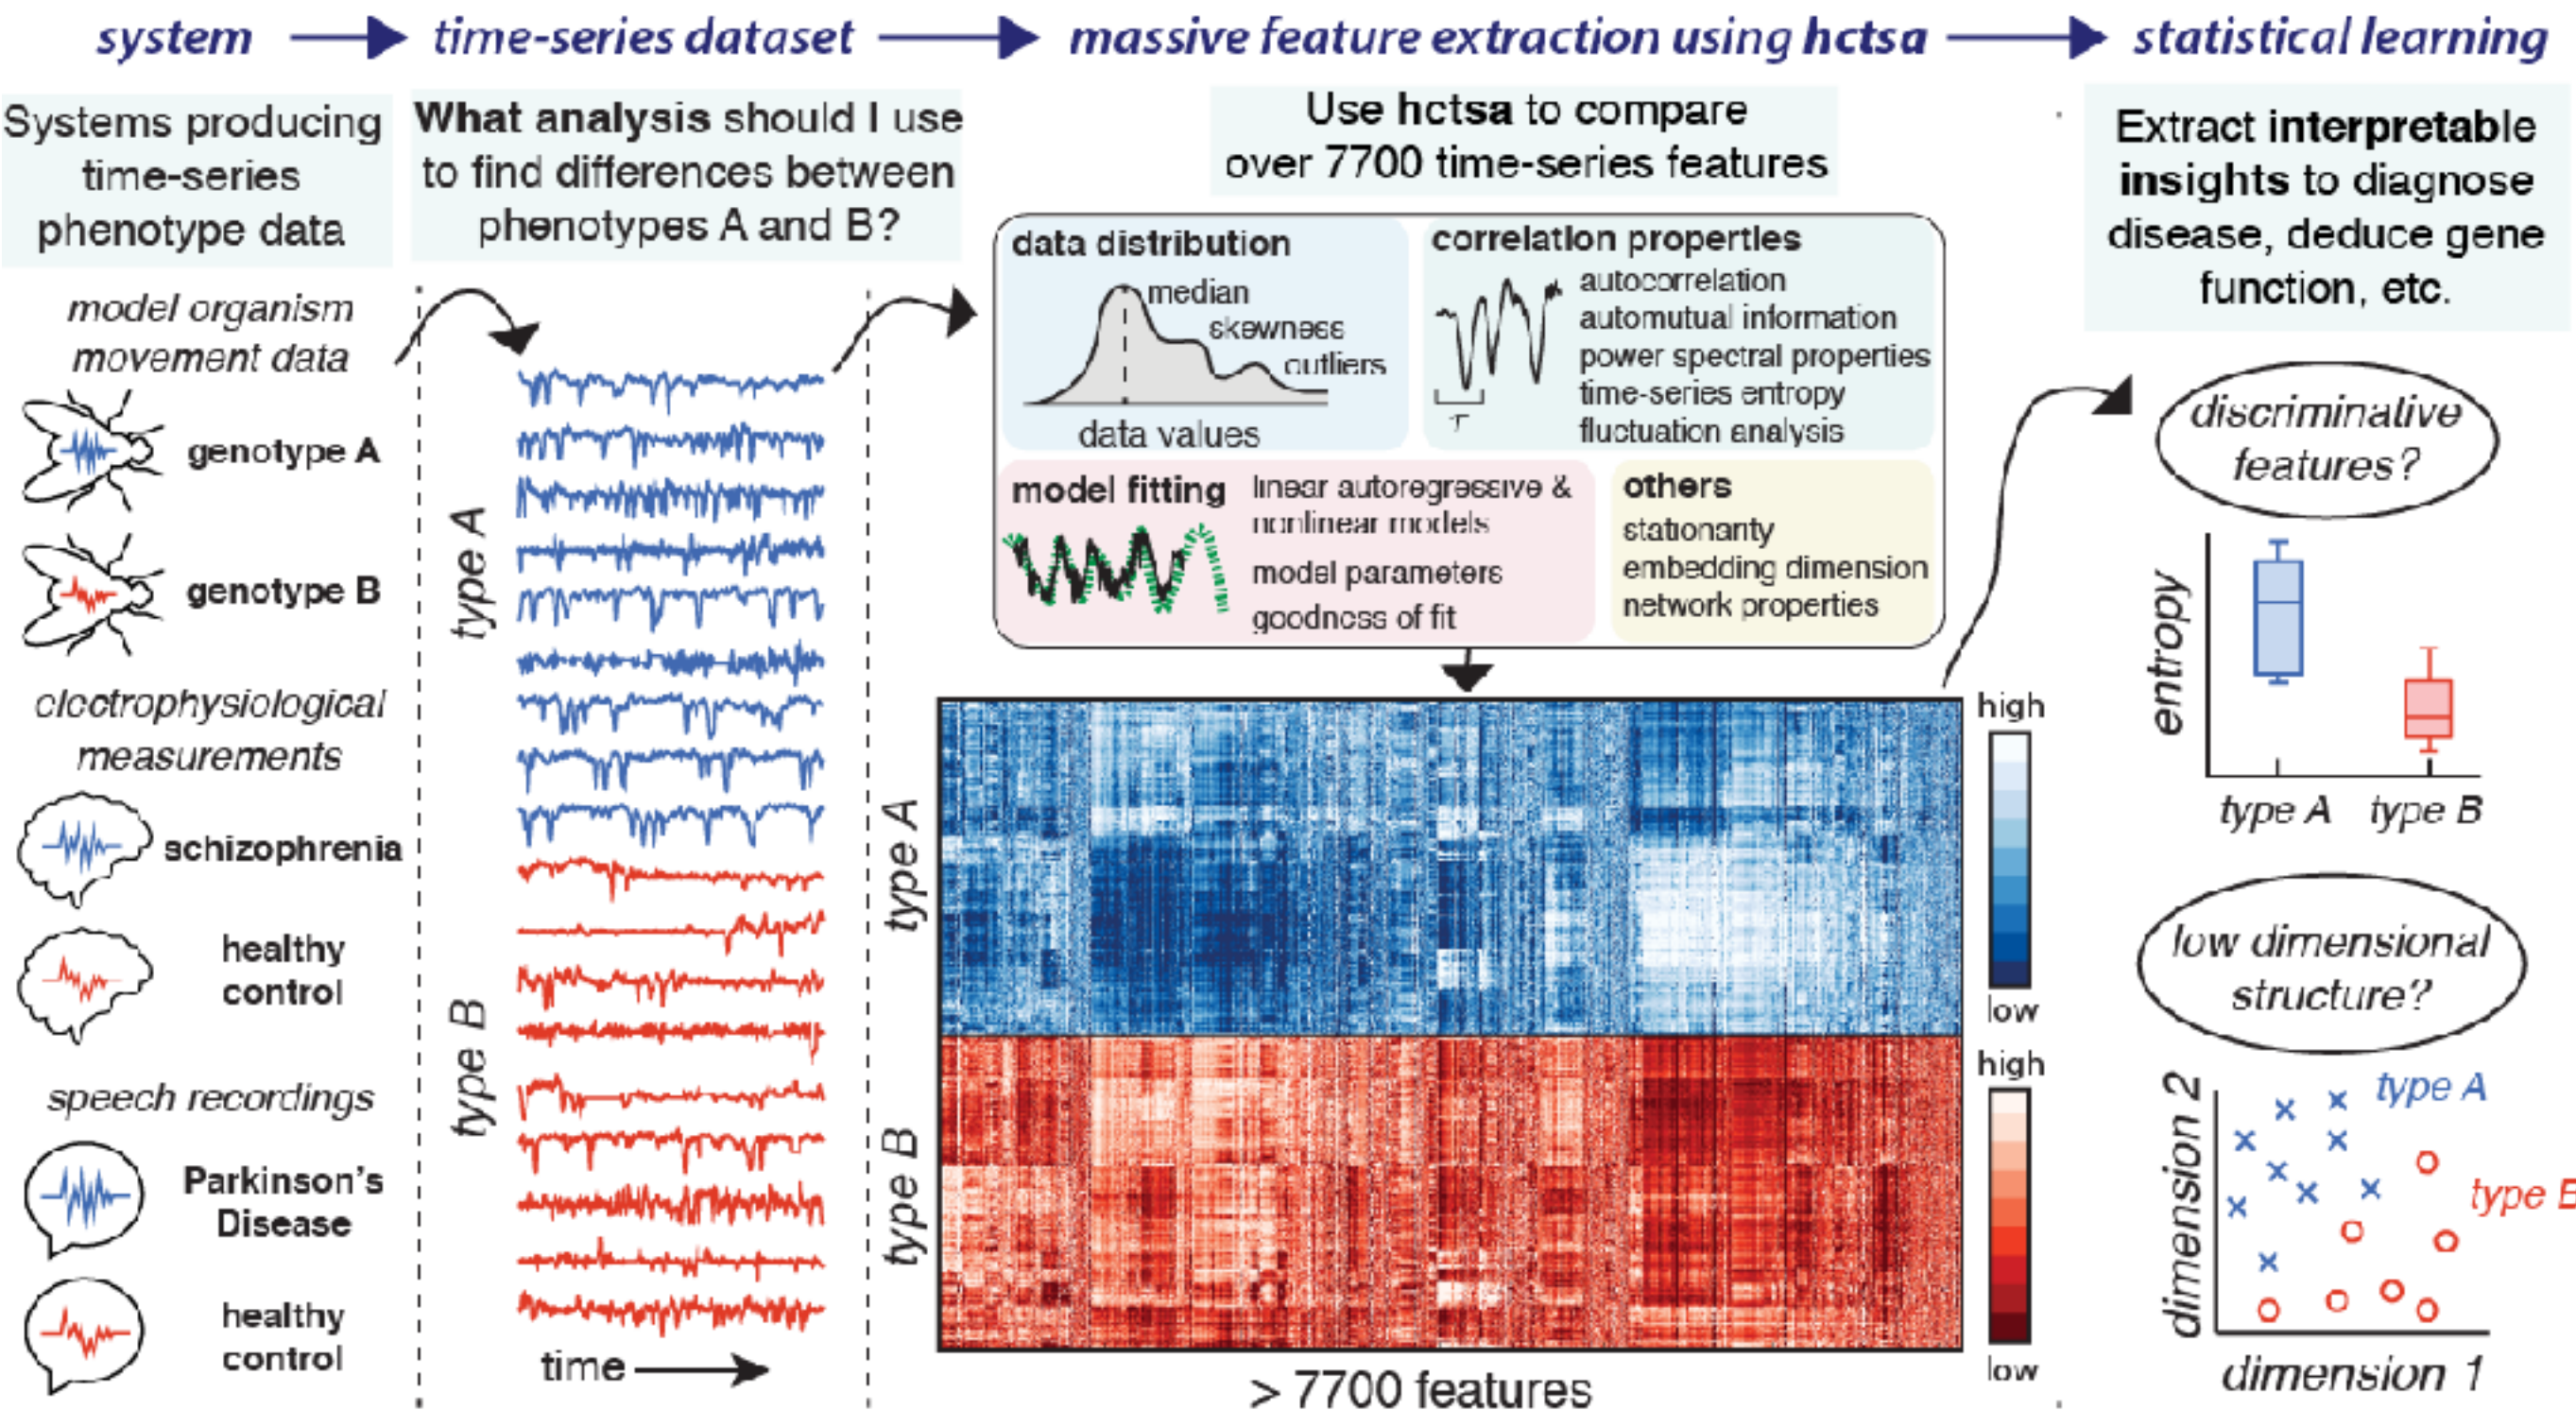 system
time-series dataset
massive feature extraction using hctsa
statistical learning
Systems producing
time-series
phenotype data
What analysis should I use
to find differences between
phenotypes A and B?
Use hctsa to compare
over 7700 time-series features
Extract interpretable
insights to diagnose
disease, deduce gene
function, etc.
model organism
movement data
genotype A
genotype B
electrophysiological
measurements
schizophrenia
healthy
control
speech recordings
Parkinson's
Disease
healthy
control
type A
type B
time
data distribution
median
skewness
outliers
data values
correlation properties
autocorrelation
automutual information
power spectral properties
time-series entropy
fluctuation analysis
τ
model fitting
linear autoregressive &
nonlinear models
model parameters
goodness of fit
others
stationarity
embedding dimension
network properties
type A
type B
high
low
high
low
> 7700 features
discriminative
features?
entropy
type A
type B
low dimensional
structure?
type A
type B
dimension 2
dimension 1